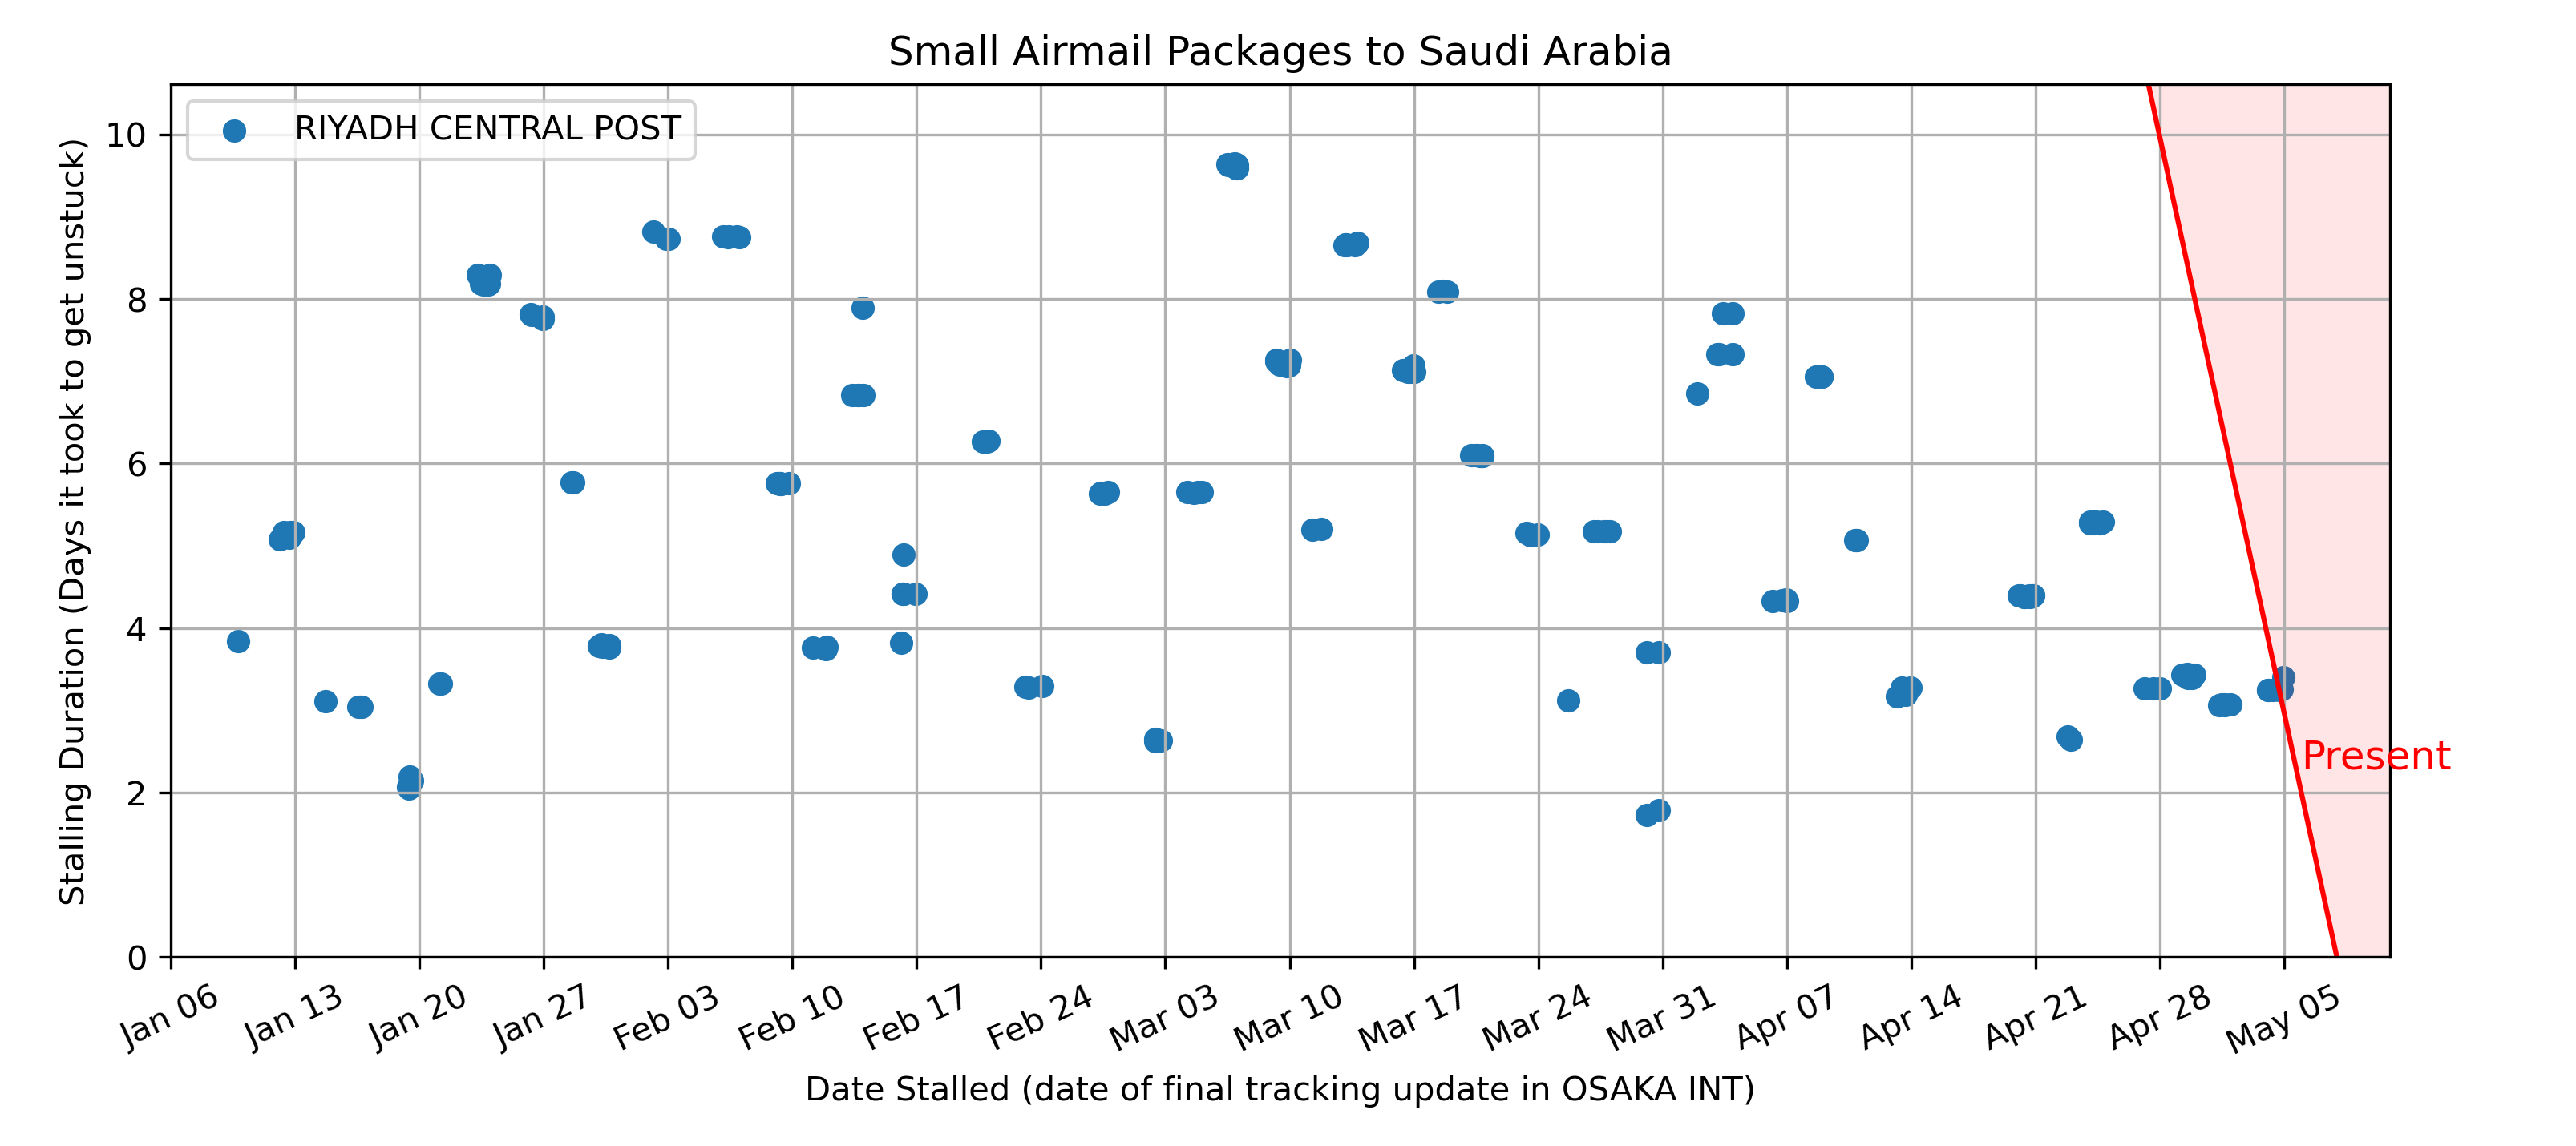 Small Airmail Packages to Saudi Arabia
RIYADH CENTRAL POST
Stalling Duration (Days it took to get unstuck)
10
8
6
4
2
0
Present
Jan 06
Jan 13
Jan 20
Jan 27
Feb 03
Feb 10
Feb 17
Feb 24
Mar 03
Mar 10
Mar 17
Mar 24
Mar 31
Apr 07
Apr 14
Apr 21
Apr 28
May 05
Date Stalled (date of final tracking update in OSAKA INT)